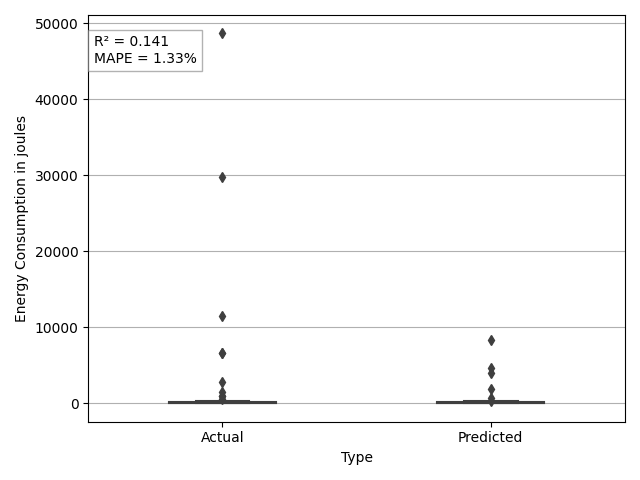 50000
R² = 0.141
MAPE = 1.33%
40000
30000
20000
10000
0
Energy Consumption in joules
Actual
Predicted
Type